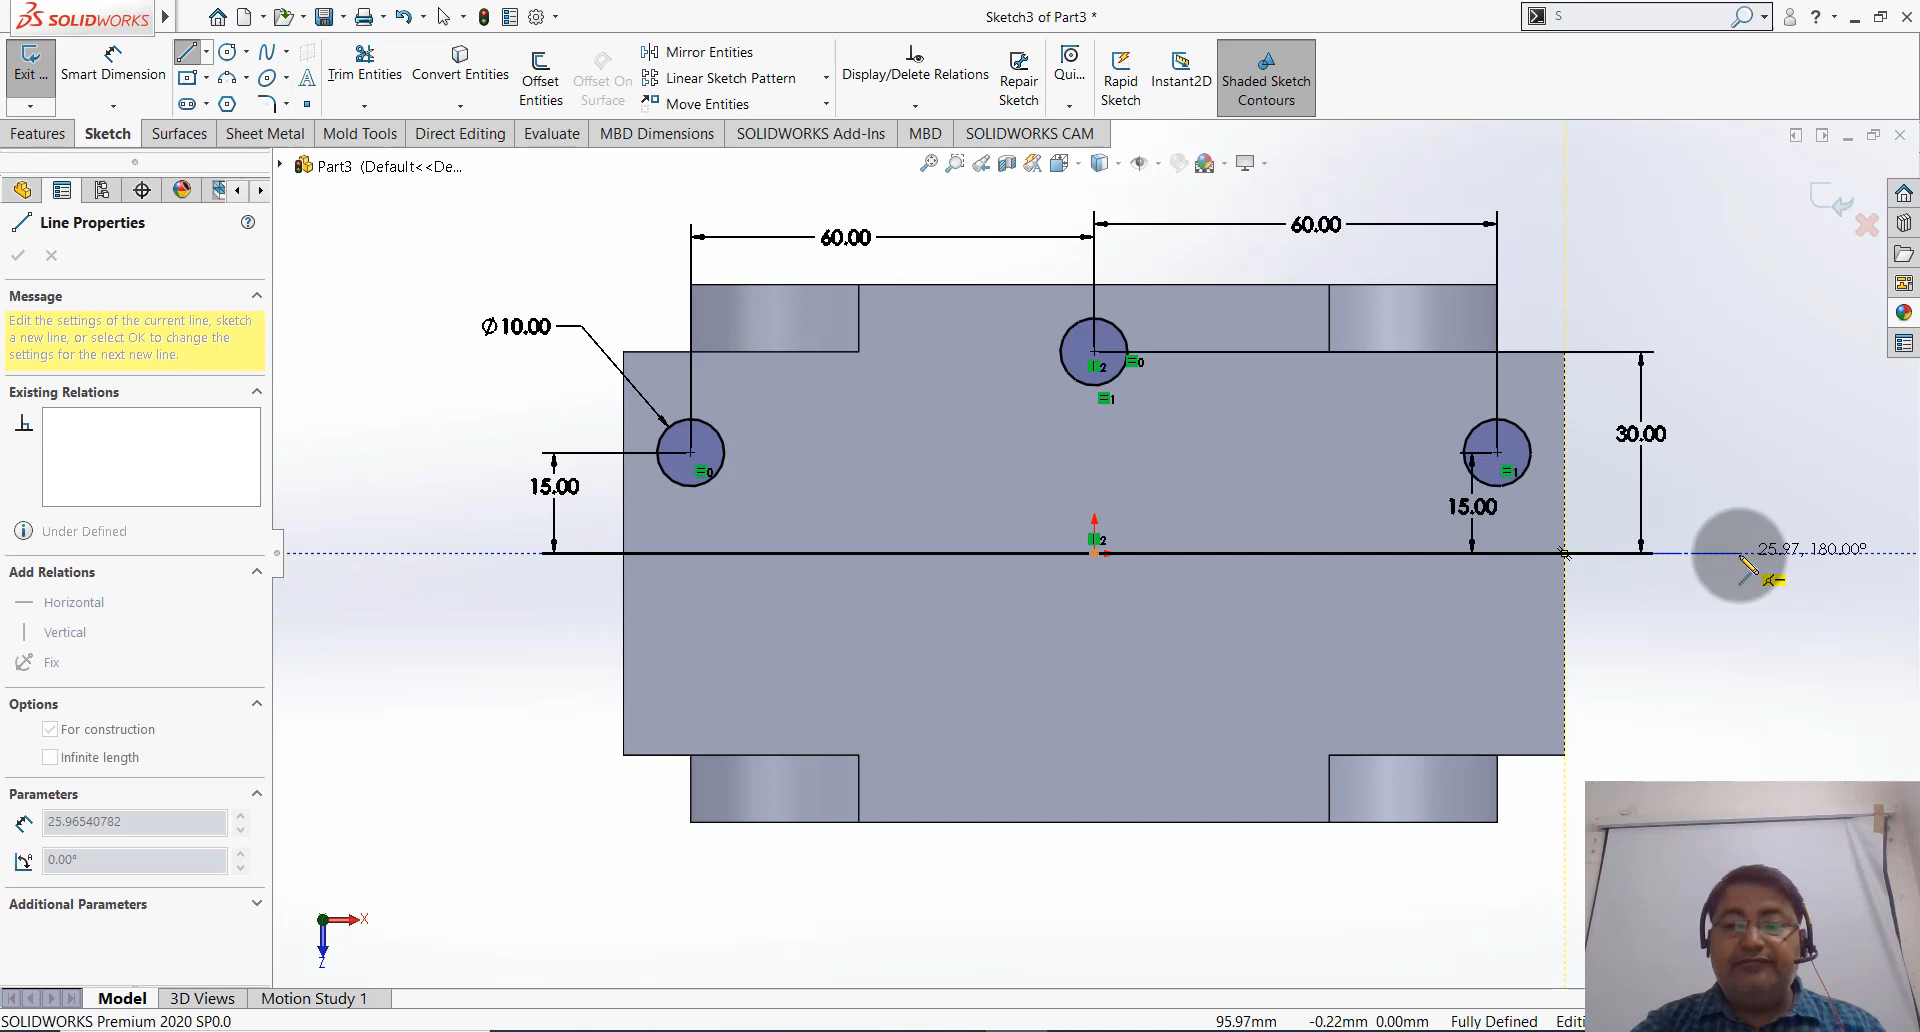 SOLIDWORKS
Sketch3 of Part3 *
S
Exit ...
Smart Dimension
Trim Entities
Convert Entities
Offset
Entities
Offset On
Surface
Mirror Entities
Linear Sketch Pattern
Move Entities
Display/Delete Relations
Repair
Sketch
Qui...
Rapid
Sketch
Instant2D
Shaded Sketch
Contours
Features
Sketch
Surfaces
Sheet Metal
Mold Tools
Direct Editing
Evaluate
MBD Dimensions
SOLIDWORKS Add-Ins
MBD
SOLIDWORKS CAM
Part3 (Default<<De...
Line Properties
Message
Edit the settings of the current line, sketch
a new line, or select OK to change the
settings for the next new line.
Existing Relations
Under Defined
Add Relations
Horizontal
Vertical
Fix
Options
For construction
Infinite length
Parameters
25.96540782
0.00°
Additional Parameters
60.00
60.00
Ø10.00
2
0
1
30.00
0
1
15.00
15.00
2
25.97, 180.00°
X
Z
Model
3D Views
Motion Study 1
SOLIDWORKS Premium 2020 SP0.0
95.97mm
-0.22mm 0.00mm
Fully Defined
Editi